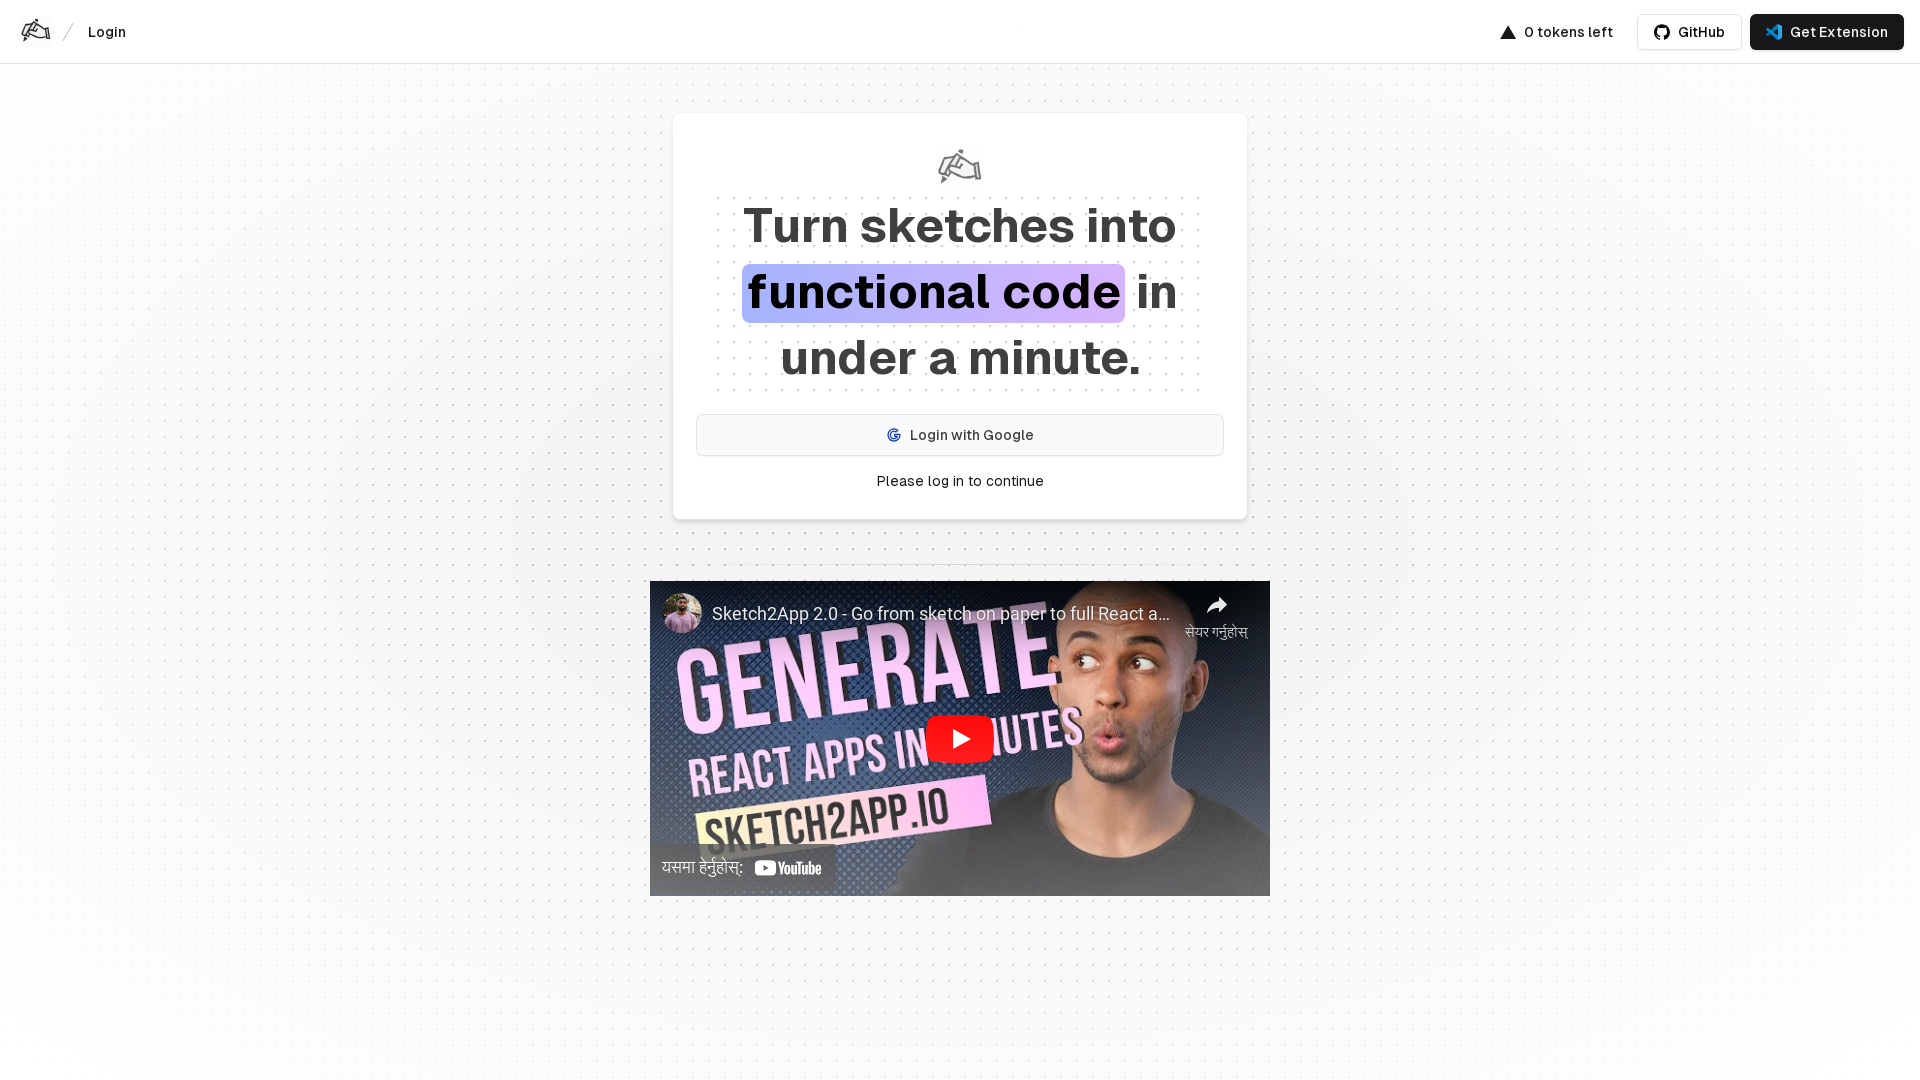 Login
0 tokens left
GitHub
Get Extension
Turn sketches into
functional code in
under a minute.
Login with Google
Please log in to continue
Sketch2App 2.0 - Go from sketch on paper to full React a...
सेयर गर्नुहोस्
GENERATE
REACT APPS IN MINUTES
SKETCH2APP.IO
यसमा हेर्नुहोस्: YouTube